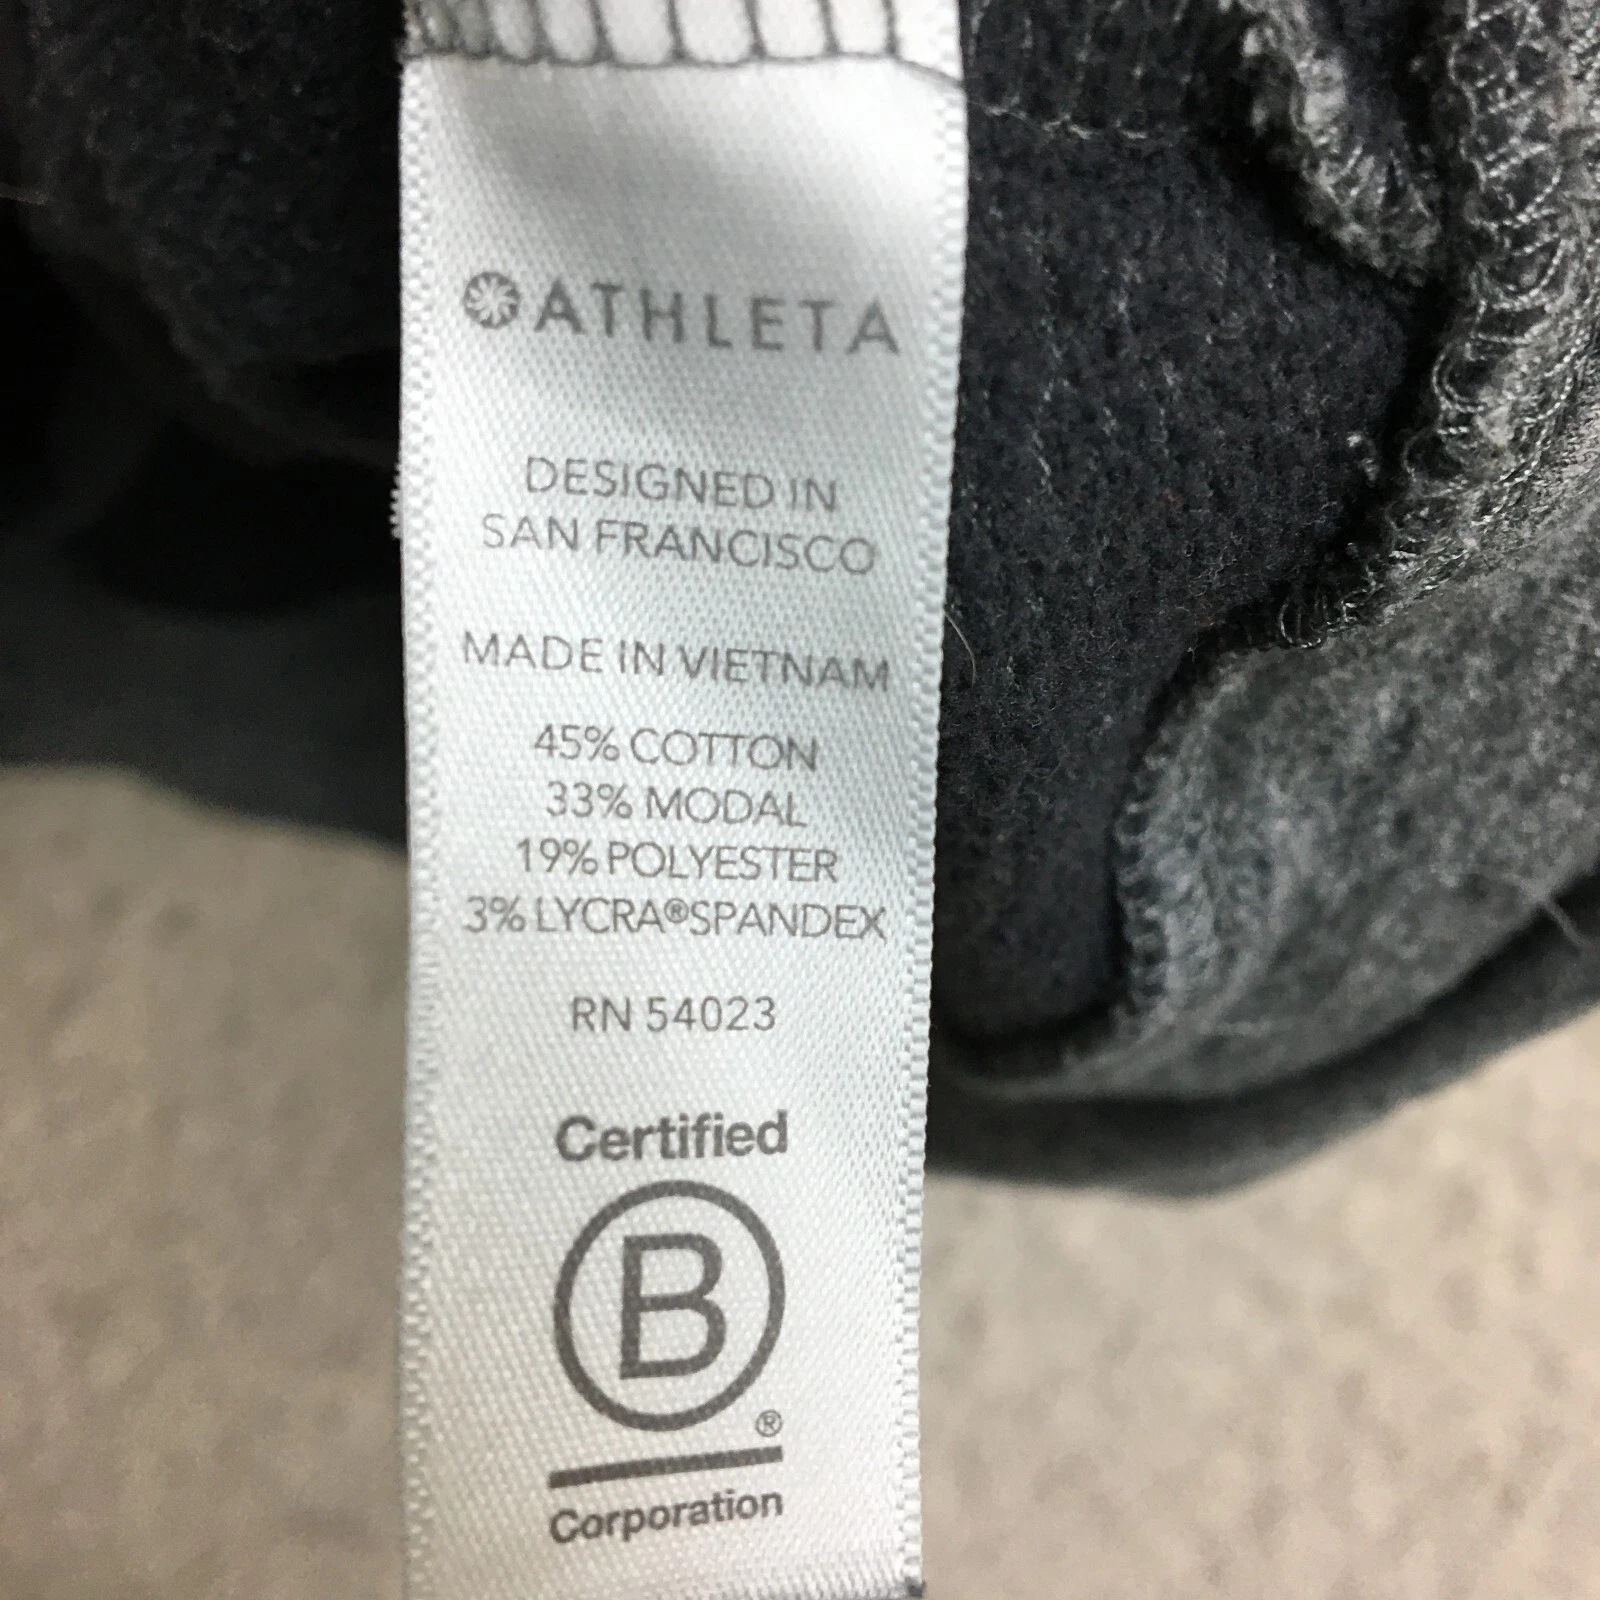 ATHLETA
DESIGNED IN
SAN FRANCISCO
MADE IN VIETNAM
45% COTTON
33% MODAL
19% POLYESTER
3% LYCRA® SPANDEX
RN 54023
Certified
B
®
Corporation